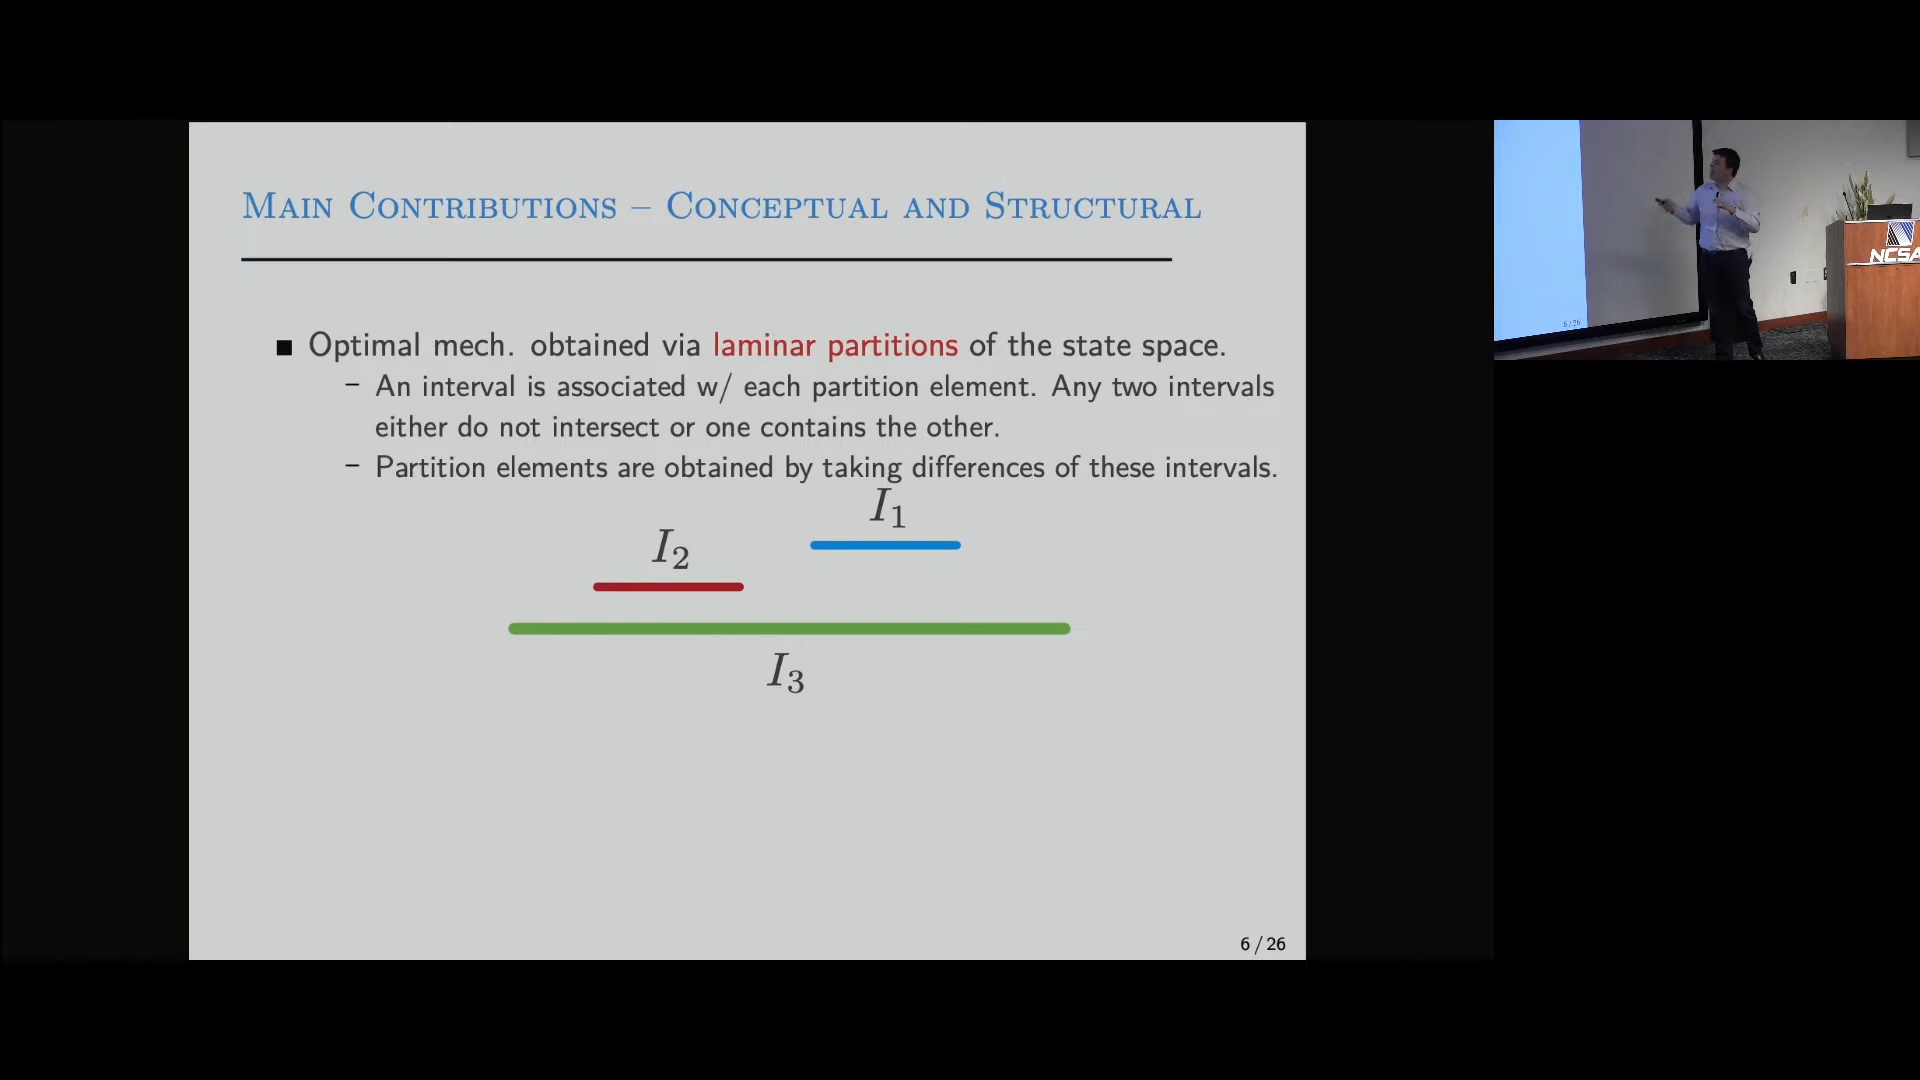 MAIN CONTRIBUTIONS – CONCEPTUAL AND STRUCTURAL
■ Optimal mech. obtained via laminar partitions of the state space.
– An interval is associated w/ each partition element. Any two intervals
either do not intersect or one contains the other.
– Partition elements are obtained by taking differences of these intervals.
I₁
I₂
I₃
6 / 26
6 / 26
NCSA